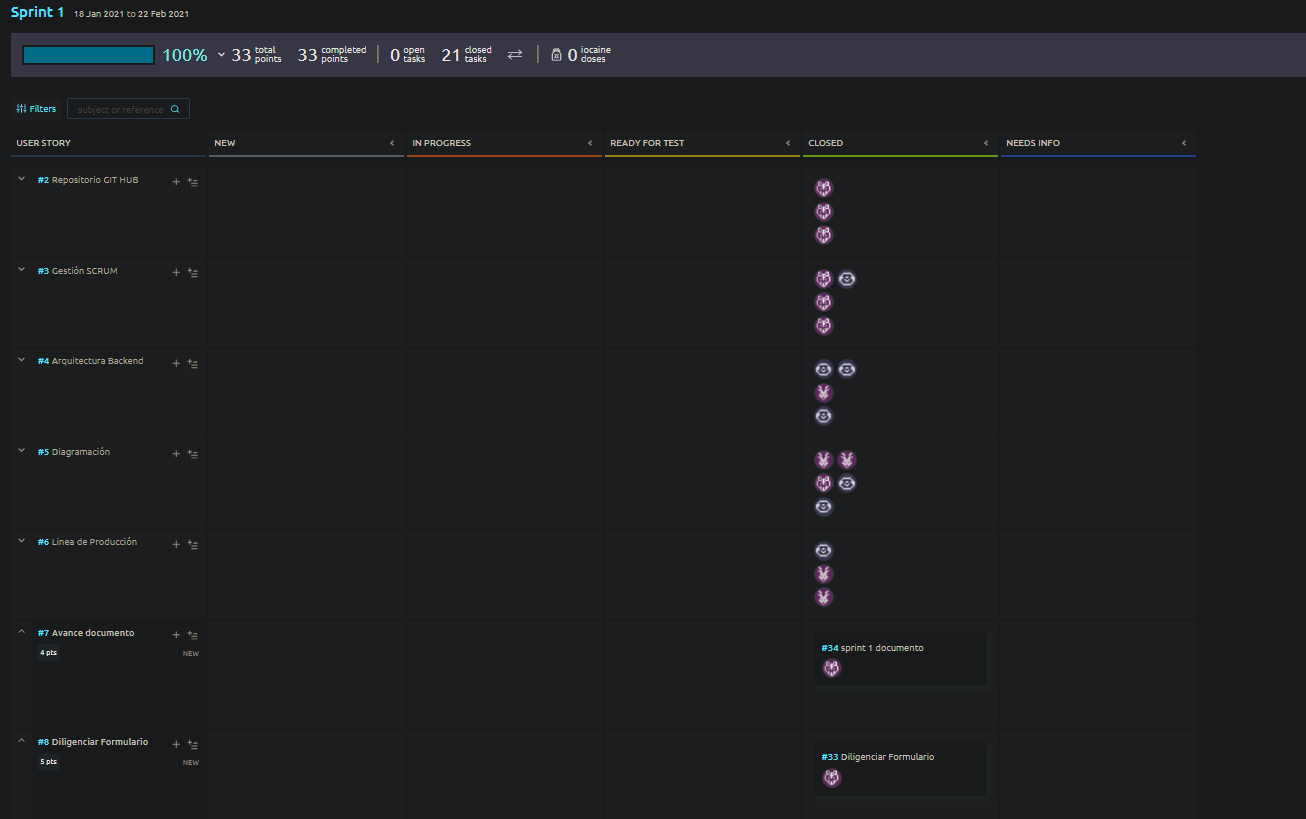 Sprint 1 18 Jan 2021 to 22 Feb 2021
100% 33 total points 33 completed points 0 open tasks 21 closed tasks 0 iocaine doses
Filters subject or reference
USER STORY NEW IN PROGRESS READY FOR TEST CLOSED NEEDS INFO
#2 Repositorio GIT HUB
#3 Gestión SCRUM
#4 Arquitectura Backend
#5 Diagramación
#6 Linea de Producción
#7 Avance documento
4 pts NEW
#34 sprint 1 documento
#8 Diligenciar Formulario
5 pts NEW
#33 Diligenciar Formulario